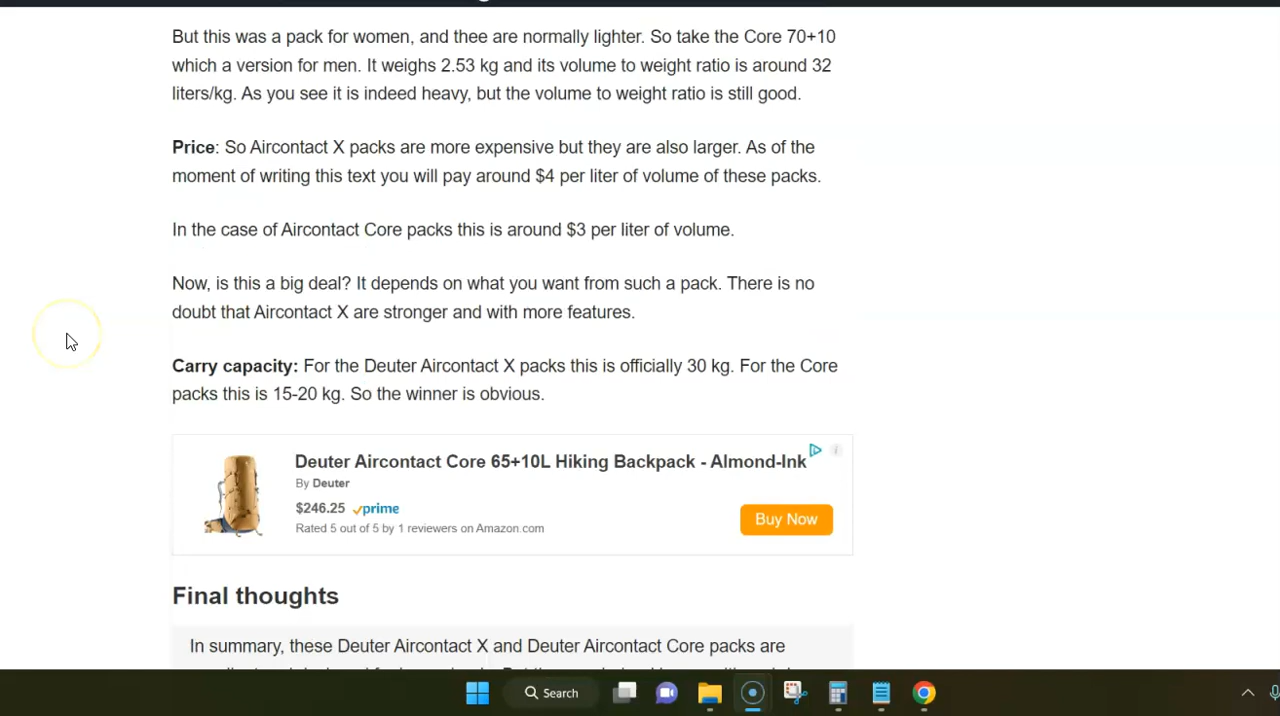 But this was a pack for women, and thee are normally lighter. So take the Core 70+10
which a version for men. It weighs 2.53 kg and its volume to weight ratio is around 32
liters/kg. As you see it is indeed heavy, but the volume to weight ratio is still good.
Price: So Aircontact X packs are more expensive but they are also larger. As of the
moment of writing this text you will pay around $4 per liter of volume of these packs.
In the case of Aircontact Core packs this is around $3 per liter of volume.
Now, is this a big deal? It depends on what you want from such a pack. There is no
doubt that Aircontact X are stronger and with more features.
Carry capacity: For the Deuter Aircontact X packs this is officially 30 kg. For the Core
packs this is 15-20 kg. So the winner is obvious.
Deuter Aircontact Core 65+10L Hiking Backpack - Almond-Ink
By Deuter
$246.25 prime
Rated 5 out of 5 by 1 reviewers on Amazon.com
Buy Now
Final thoughts
In summary, these Deuter Aircontact X and Deuter Aircontact Core packs are
Search